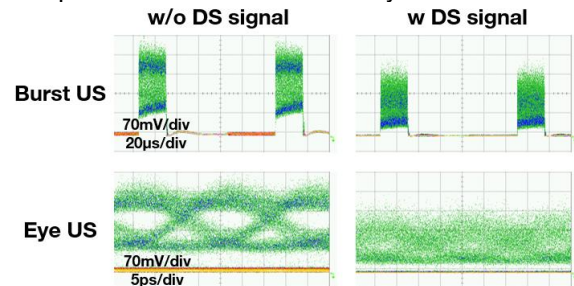 w/o DS signal
w DS signal
Burst US
70mV/div
20µs/div
Eye US
70mV/div
5ps/div